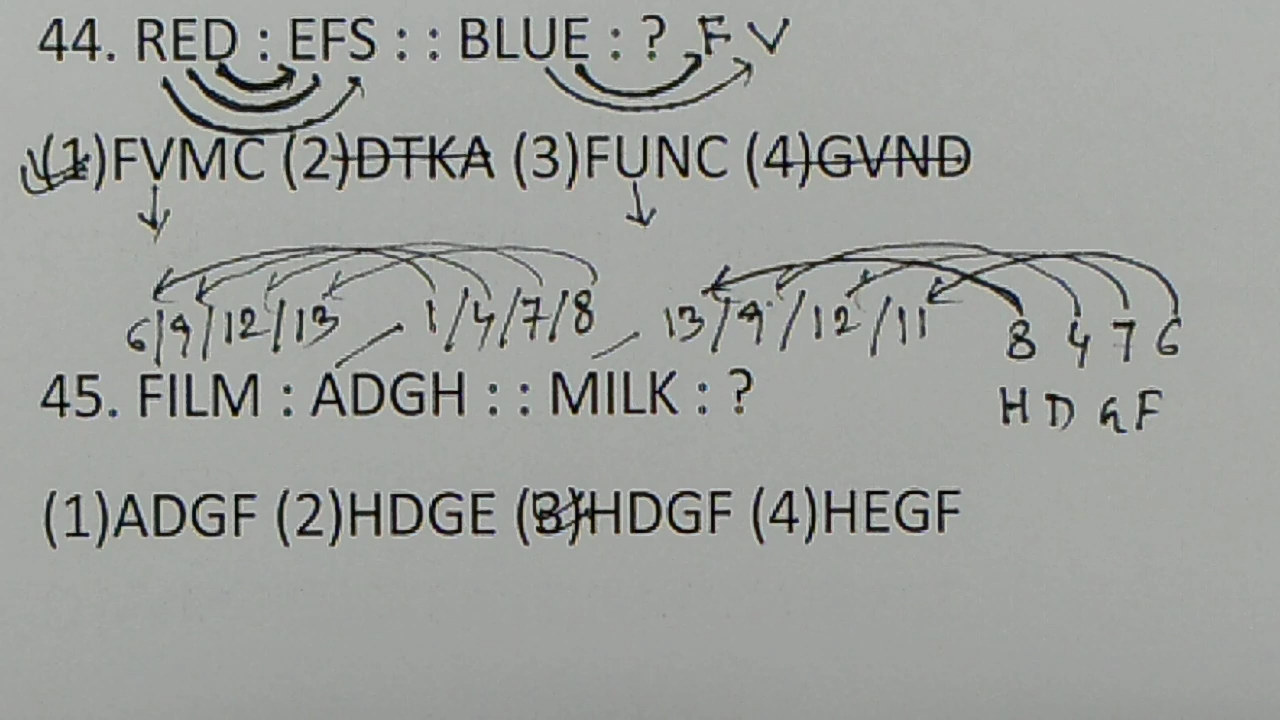 44. RED : EFS : : BLUE : ? F V
(1)FVMC (2)DTKA (3)FUNC (4)GVND
6/9/12/13 1/4/7/8 13/9/12/11 8 4 7 6
45. FILM : ADGH : : MILK : ? H D G F
(1)ADGF (2)HDGE (3)HDGF (4)HEGF